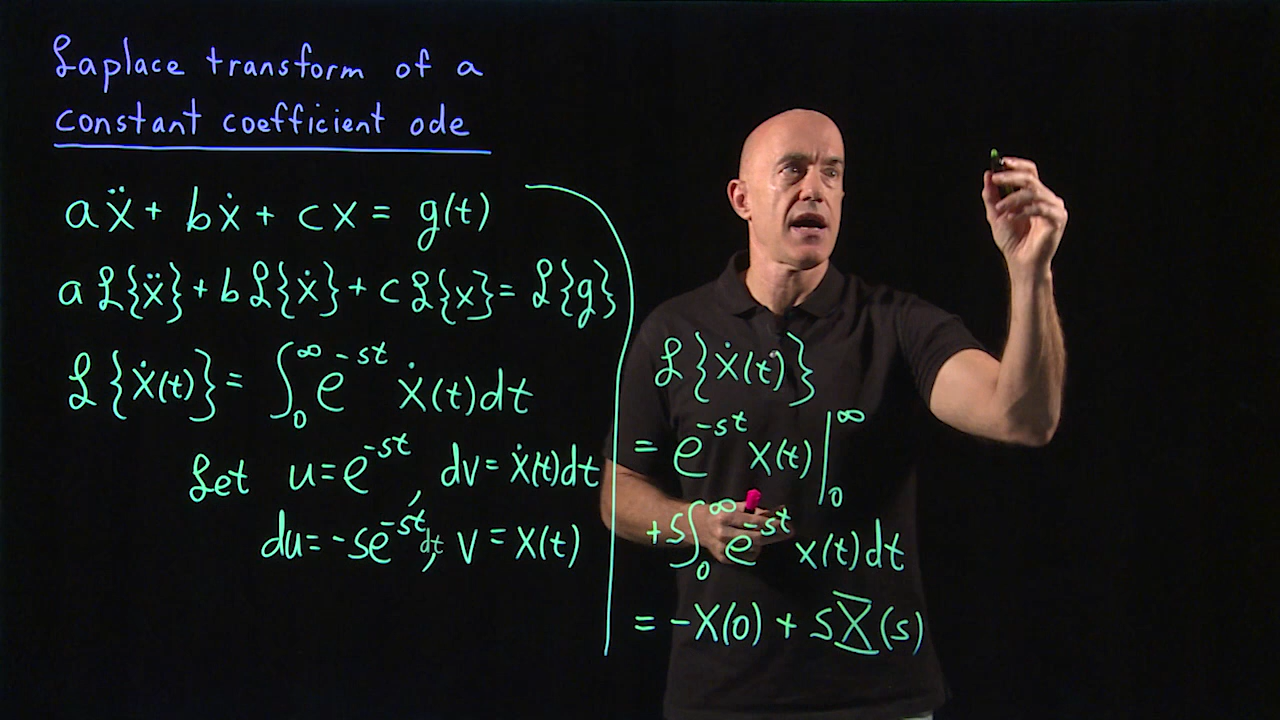 Laplace transform of a
constant coefficient ode
aẍ + bẋ + cx = g(t)
aℒ{ẍ} + bℒ{ẋ} + cℒ{x} = ℒ{g}
ℒ{ẋ(t)} = ∫₀^∞ e^{-st} ẋ(t)dt
Let u = e^{-st}, dv = ẋ(t)dt
du = -se^{-st}dt, v = x(t)
ℒ{ẋ(t)}
= e^{-st} x(t)|₀^∞
+s∫₀^∞ e^{-st} x(t)dt
= -x(0) + sX(s)